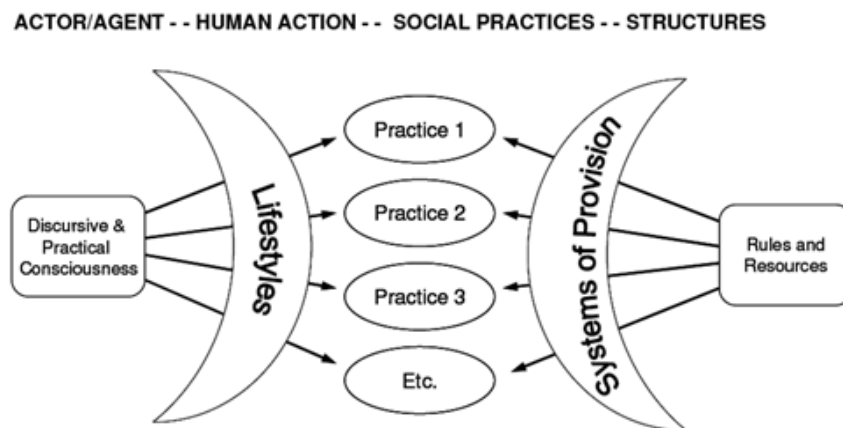 ACTOR/AGENT - - HUMAN ACTION - - SOCIAL PRACTICES - - STRUCTURES
Discursive &
Practical
Consciousness
Lifestyles
Practice 1
Practice 2
Practice 3
Etc.
Systems of Provision
Rules and
Resources